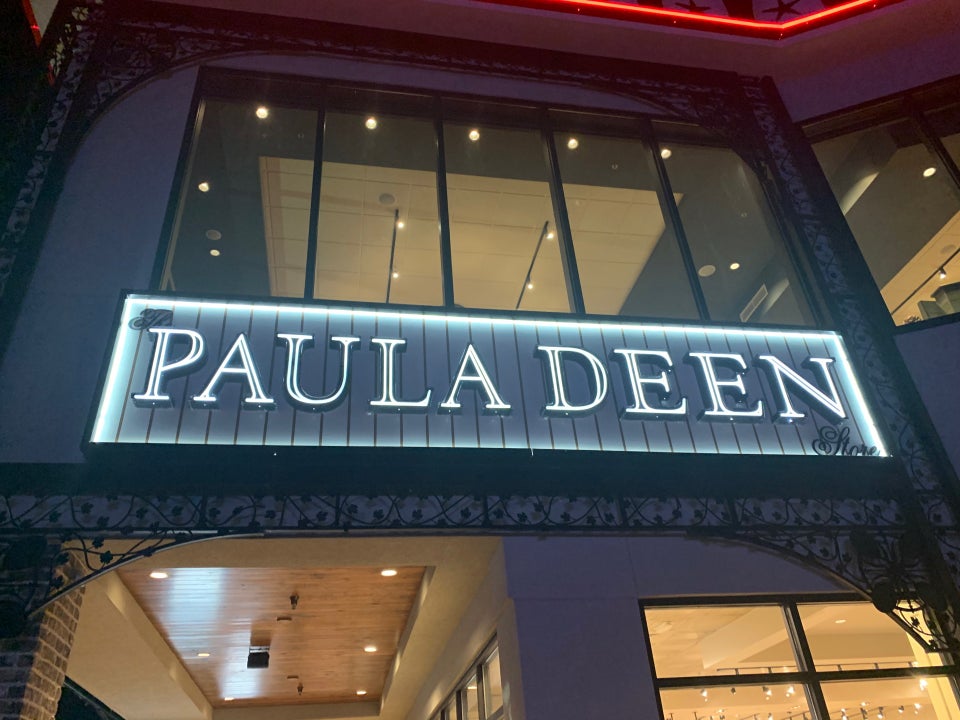 The
PAULA DEEN
Store